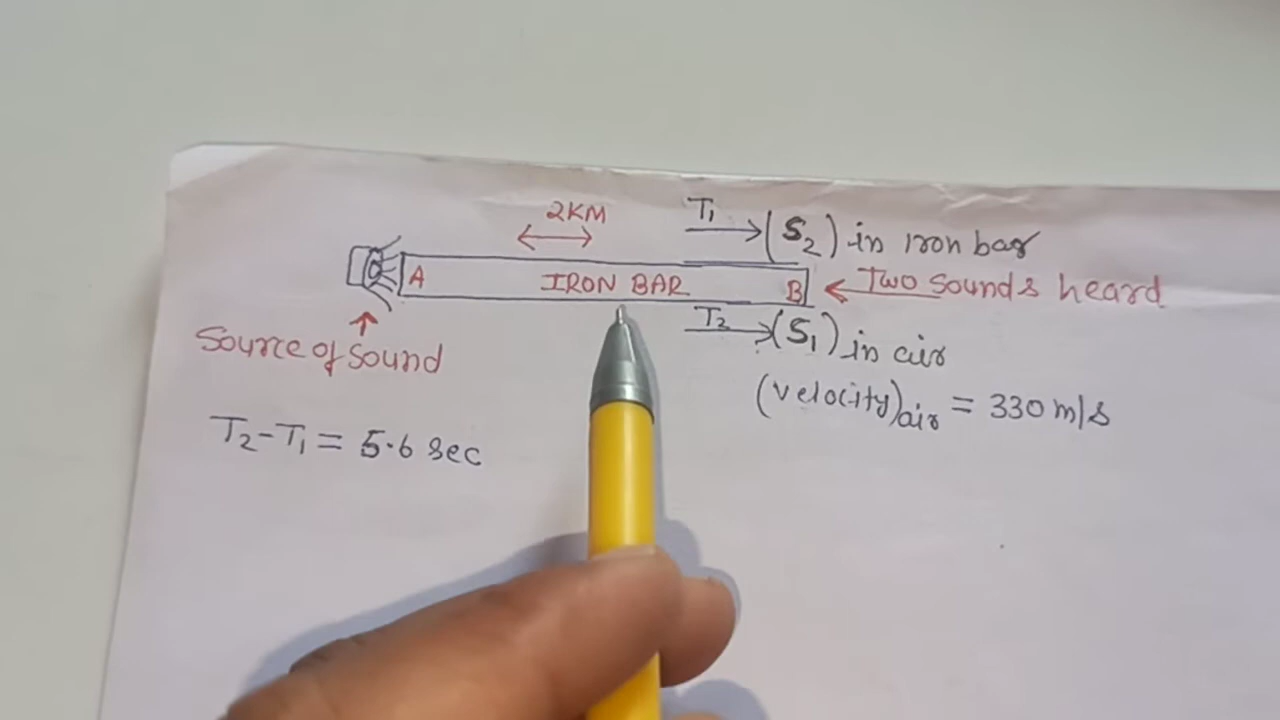 2KM
T1 (S2) in iron bar
A IRON BAR B Two Sounds heard
T2 (S1) in air
Source of Sound
(velocity)air = 330 m/s
T2-T1 = 5.6 sec